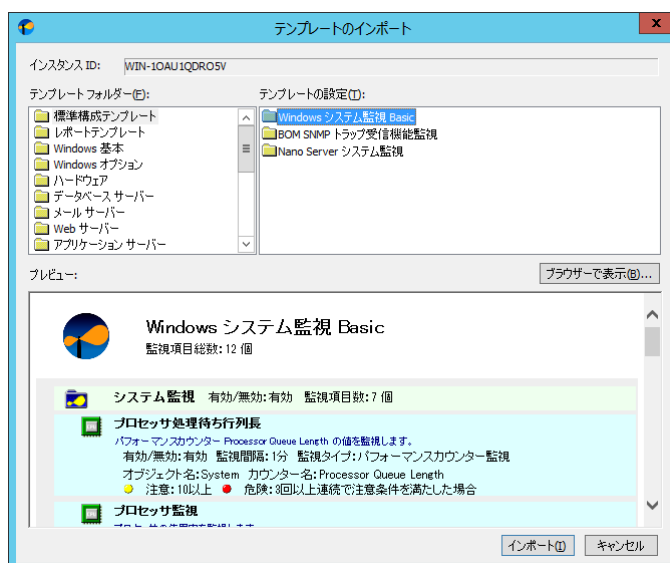 テンプレートのインポート
x
インスタンス ID: WIN-1OAU1QDRO5V
テンプレート フォルダー(F):
テンプレートの設定(T):
標準構成テンプレート
レポートテンプレート
Windows 基本
Windows オプション
ハードウェア
データベース サーバー
メール サーバー
Web サーバー
アプリケーション サーバー
Windows システム監視 Basic
BOM SNMP トラップ受信機能監視
Nano Server システム監視
プレビュー:
ブラウザーで表示(B)...
Windows システム監視 Basic
監視項目総数: 12 個
システム監視 有効/無効:有効 監視項目数:7 個
プロセッサ処理待ち行列長
パフォーマンスカウンター Processor Queue Length の値を監視します。
有効/無効:有効 監視間隔:1分 監視タイプ:パフォーマンスカウンター監視
オブジェクト名:System カウンター名:Processor Queue Length
注意:10以上 危険:3回以上連続で注意条件を満たした場合
プロセッサ監視
インポート(I)
キャンセル